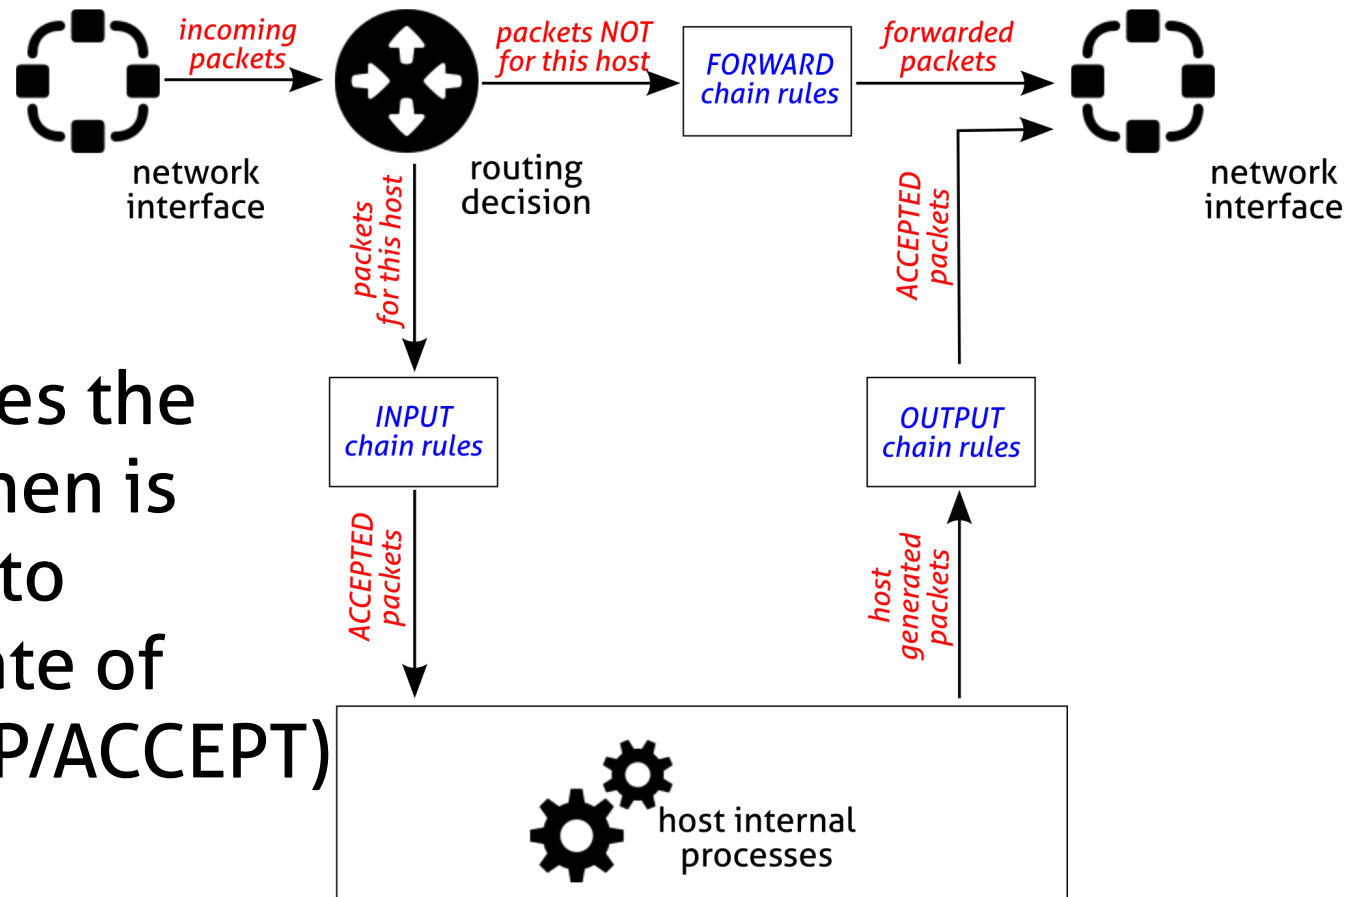 incoming
packets
packets NOT
for this host
FORWARD
chain rules
forwarded
packets
network
interface
routing
decision
network
interface
packets
for this host
ACCEPTED
packets
es the
INPUT
chain rules
OUTPUT
chain rules
en is
to
ACCEPTED
packets
host
generated
packets
te of
P/ACCEPT)
host internal
processes